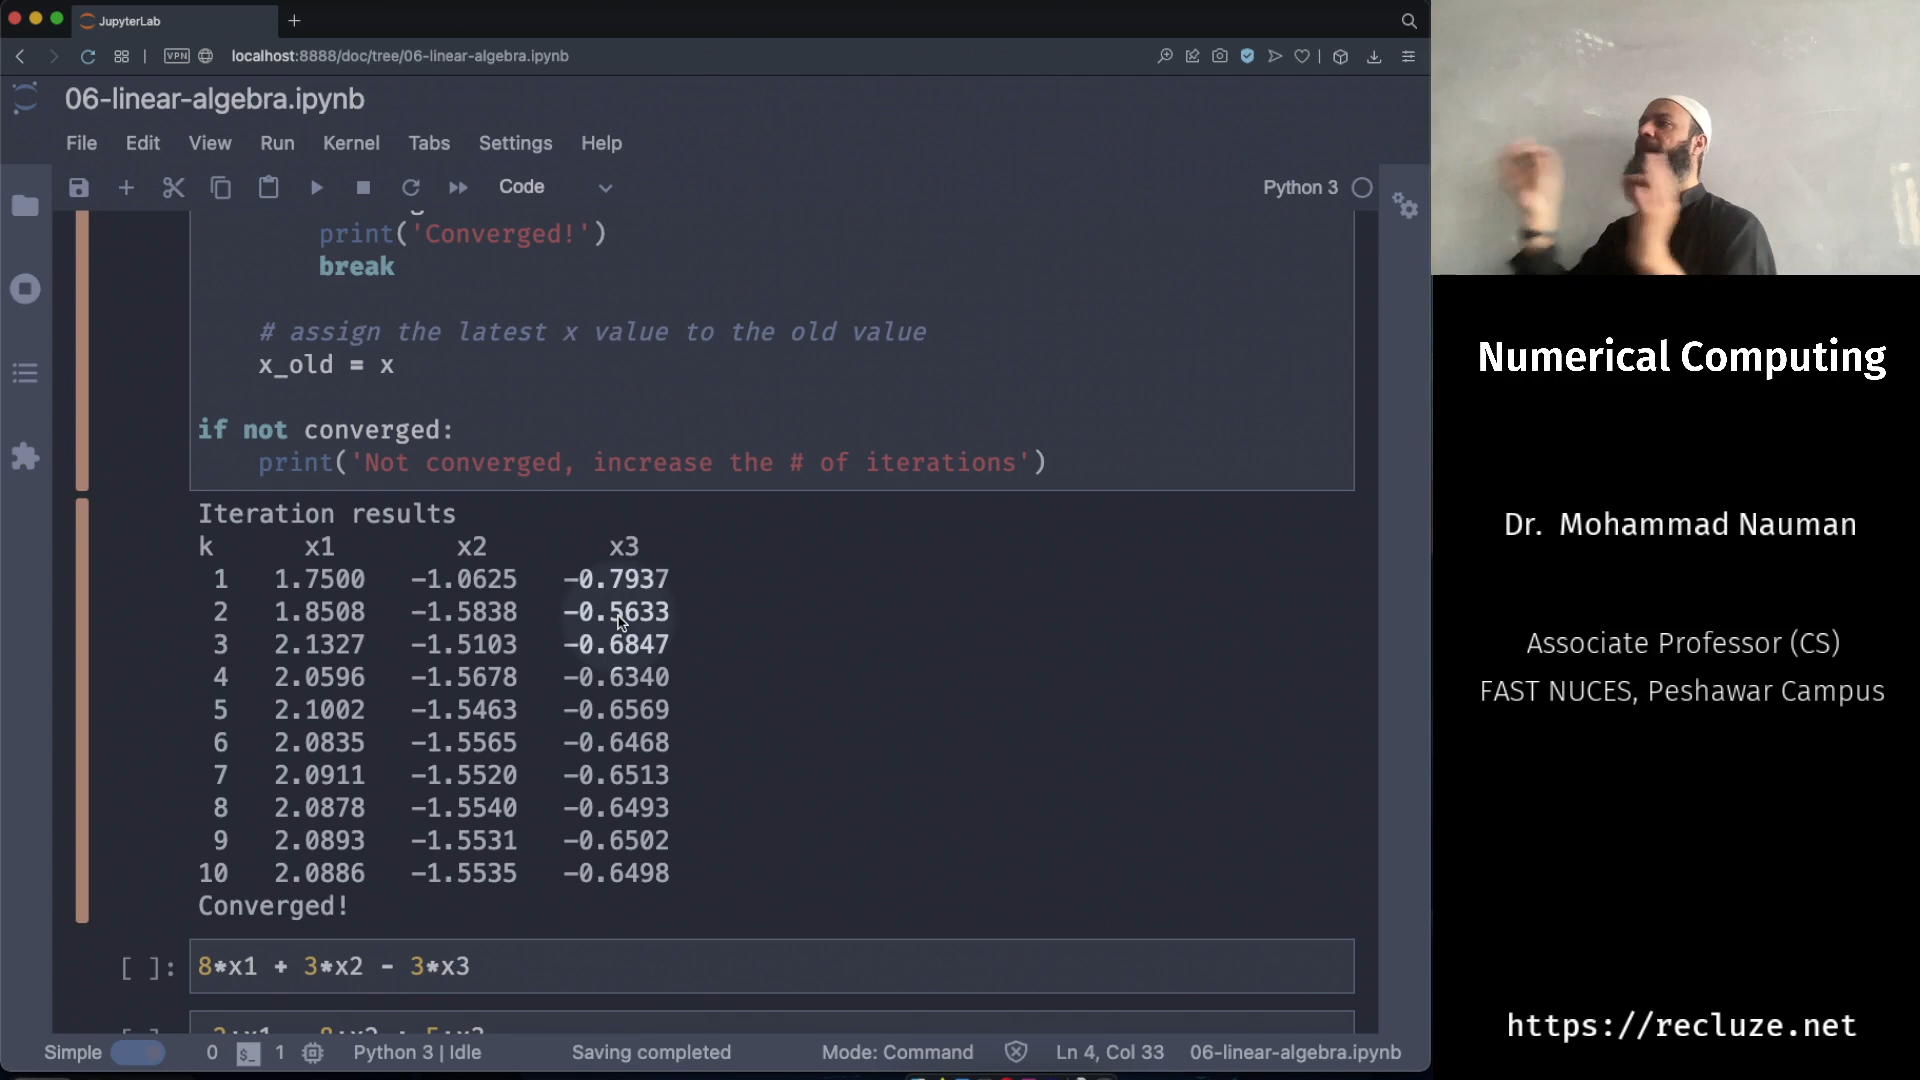 JupyterLab
VPN localhost:8888/doc/tree/06-linear-algebra.ipynb
06-linear-algebra.ipynb
File Edit View Run Kernel Tabs Settings Help
Code Python 3
print('Converged!')
break
# assign the latest x value to the old value
x_old = x
if not converged:
print('Not converged, increase the # of iterations')
Iteration results
k x1 x2 x3
1 1.7500 -1.0625 -0.7937
2 1.8508 -1.5838 -0.5633
3 2.1327 -1.5103 -0.6847
4 2.0596 -1.5678 -0.6340
5 2.1002 -1.5463 -0.6569
6 2.0835 -1.5565 -0.6468
7 2.0911 -1.5520 -0.6513
8 2.0878 -1.5540 -0.6493
9 2.0893 -1.5531 -0.6502
10 2.0886 -1.5535 -0.6498
Converged!
[ ]: 8*x1 + 3*x2 - 3*x3
Simple 0 $_ 1 Python 3 | Idle Saving completed Mode: Command Ln 4, Col 33 06-linear-algebra.ipynb
Numerical Computing
Dr. Mohammad Nauman
Associate Professor (CS)
FAST NUCES, Peshawar Campus
https://recluze.net